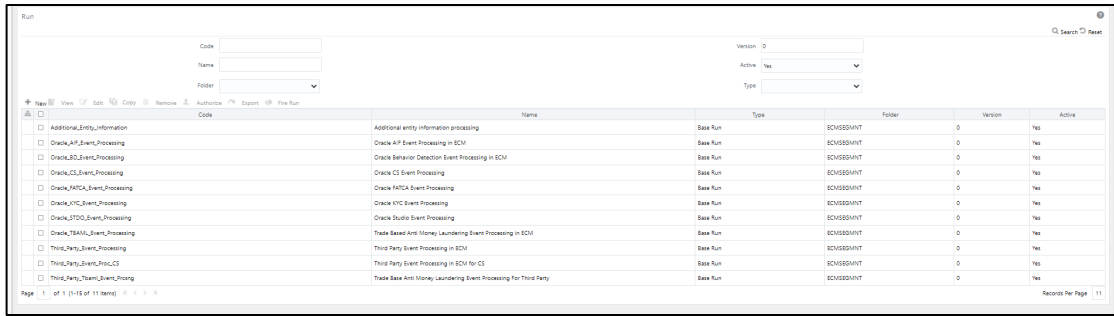 Run
Search Reset
Code Version 0
Name Active Yes
Folder Type
New View Edit Copy Remove Authorize Export Fire Run
Code Name Type Folder Version Active
Additional_Entity_Information Additional entity information processing Base Run ECMSEGMNT 0 Yes
Oracle_AIF_Event_Processing Oracle AIF Event Processing in ECM Base Run ECMSEGMNT 0 Yes
Oracle_BD_Event_Processing Oracle Behavior Detection Event Processing in ECM Base Run ECMSEGMNT 0 Yes
Oracle_CS_Event_Processing Oracle CS Event Processing Base Run ECMSEGMNT 0 Yes
Oracle_FATCA_Event_Processing Oracle FATCA Event Processing Base Run ECMSEGMNT 0 Yes
Oracle_KYC_Event_Processing Oracle KYC Event Processing Base Run ECMSEGMNT 0 Yes
Oracle_STDO_Event_Processing Oracle Studio Event Processing Base Run ECMSEGMNT 0 Yes
Oracle_TBAML_Event_Processing Trade Based Anti Money Laundering Event Processing in ECM Base Run ECMSEGMNT 0 Yes
Third_Party_Event_Processing Third Party Event Processing in ECM Base Run ECMSEGMNT 0 Yes
Third_Party_Event_Proc_CS Third Party Event Processing in ECM for CS Base Run ECMSEGMNT 0 Yes
Third_Party_Tbaml_Event_Prcsng Trade Base Anti Money Laundering Event Processing For Third Party Base Run ECMSEGMNT 0 Yes
Page 1 of 1 (1-15 of 11 items) Records Per Page 11